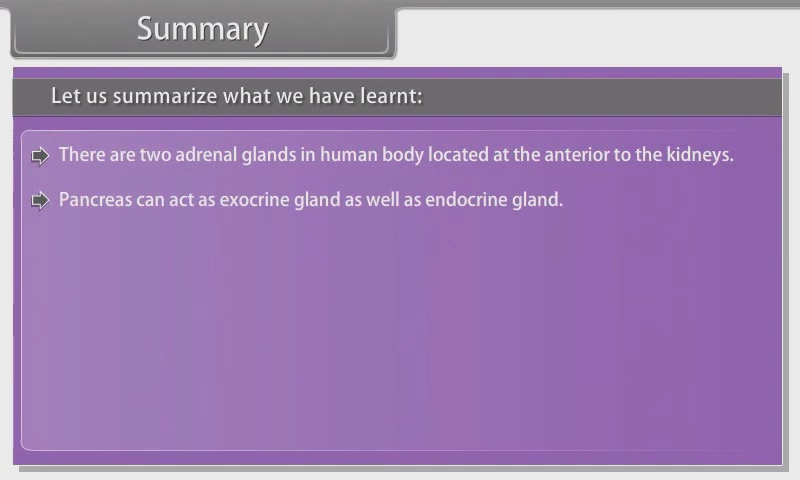 Summary
Let us summarize what we have learnt:
There are two adrenal glands in human body located at the anterior to the kidneys.
Pancreas can act as exocrine gland as well as endocrine gland.